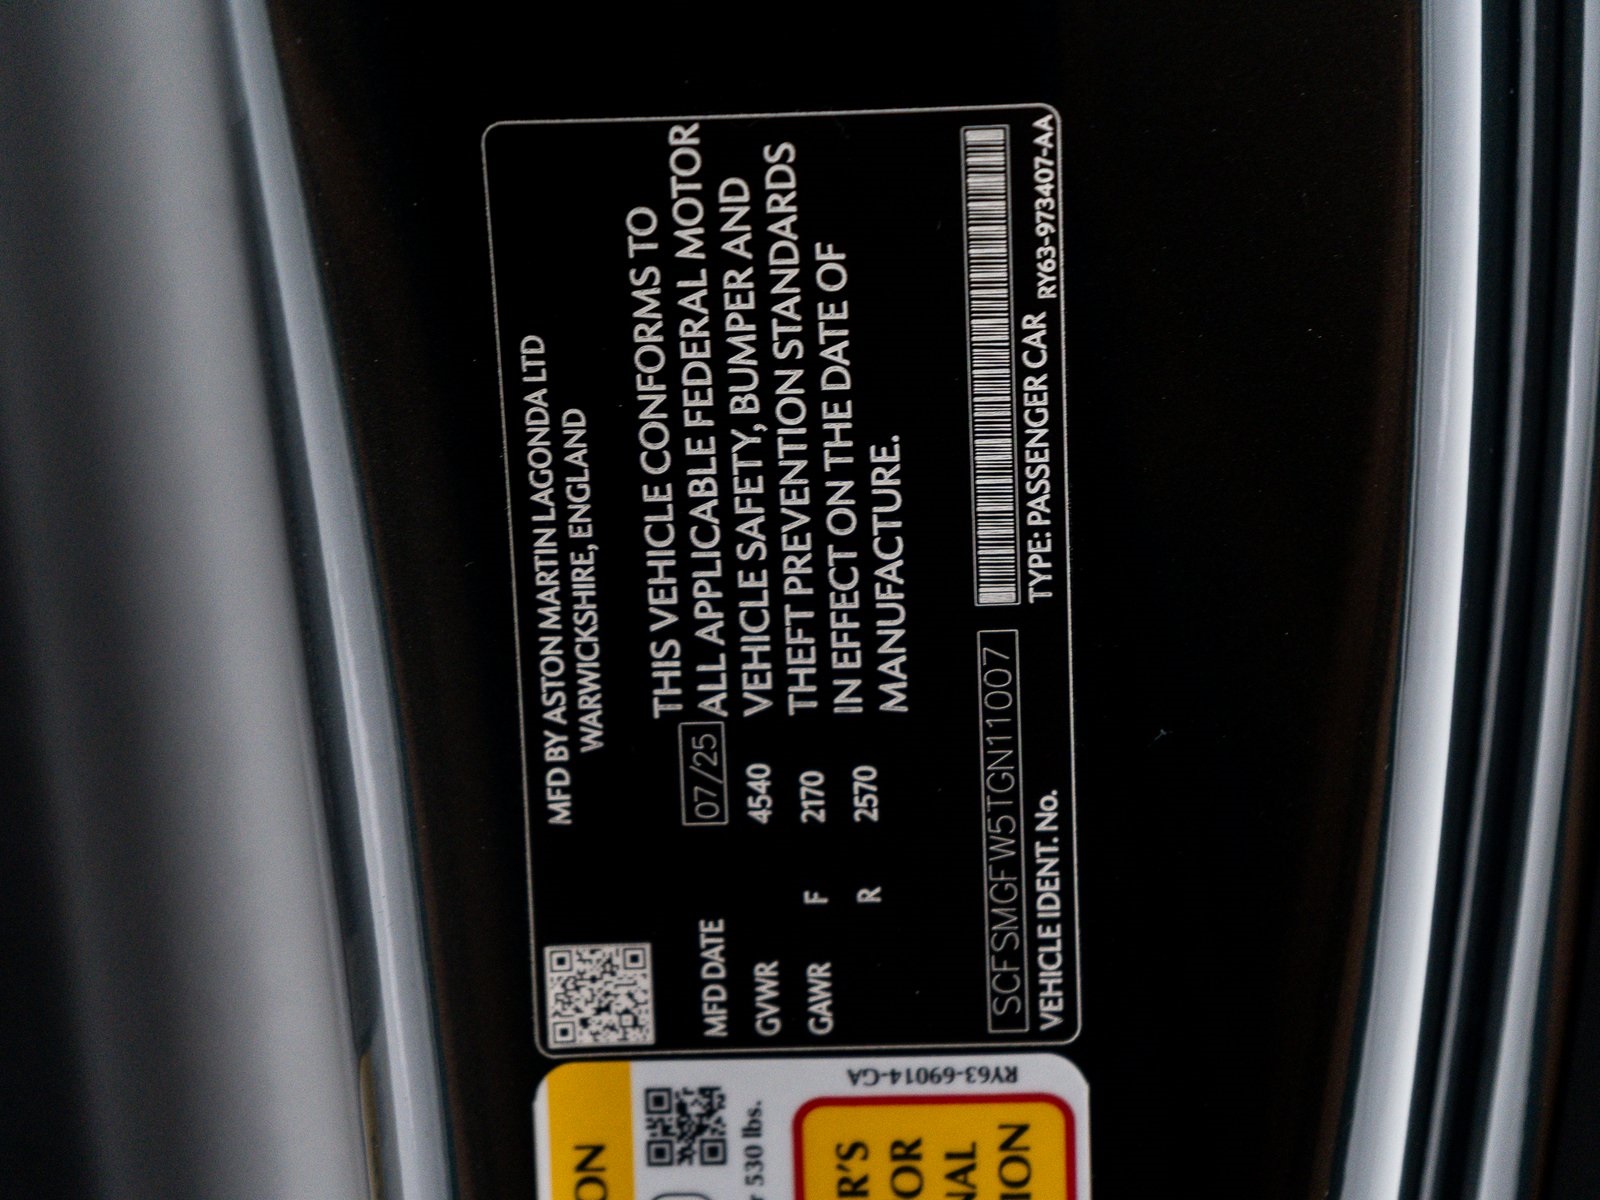 MFD BY ASTON MARTIN LAGONDA LTD
WARWICKSHIRE, ENGLAND
MFD DATE 07/25
GVWR 4540
GAWR F 2170
R 2570
THIS VEHICLE CONFORMS TO
ALL APPLICABLE FEDERAL MOTOR
VEHICLE SAFETY, BUMPER AND
THEFT PREVENTION STANDARDS
IN EFFECT ON THE DATE OF
MANUFACTURE.
SCFSMGFW5TGN11007
VEHICLE IDENT. No.
TYPE: PASSENGER CAR
RY63-973407-AA
RY63-69014-GA
530 lbs.